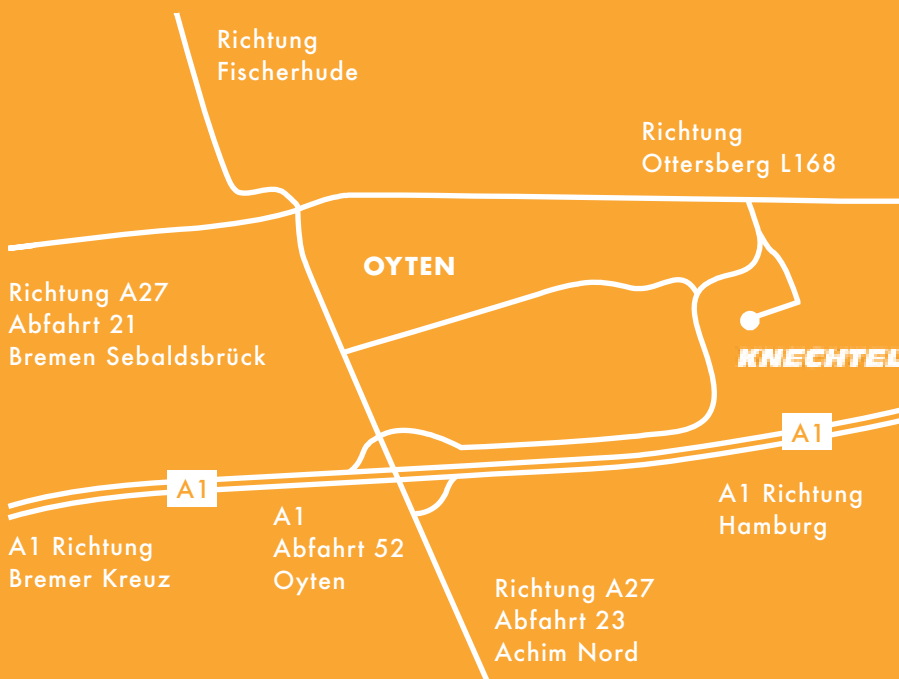 Richtung
Fischerhude
Richtung
Ottersberg L168
OYTEN
Richtung A27
Abfahrt 21
Bremen Sebaldsbrück
KNECHTEL
A1
A1
A1 Richtung
Hamburg
A1
Abfahrt 52
Oyten
A1 Richtung
Bremer Kreuz
Richtung A27
Abfahrt 23
Achim Nord